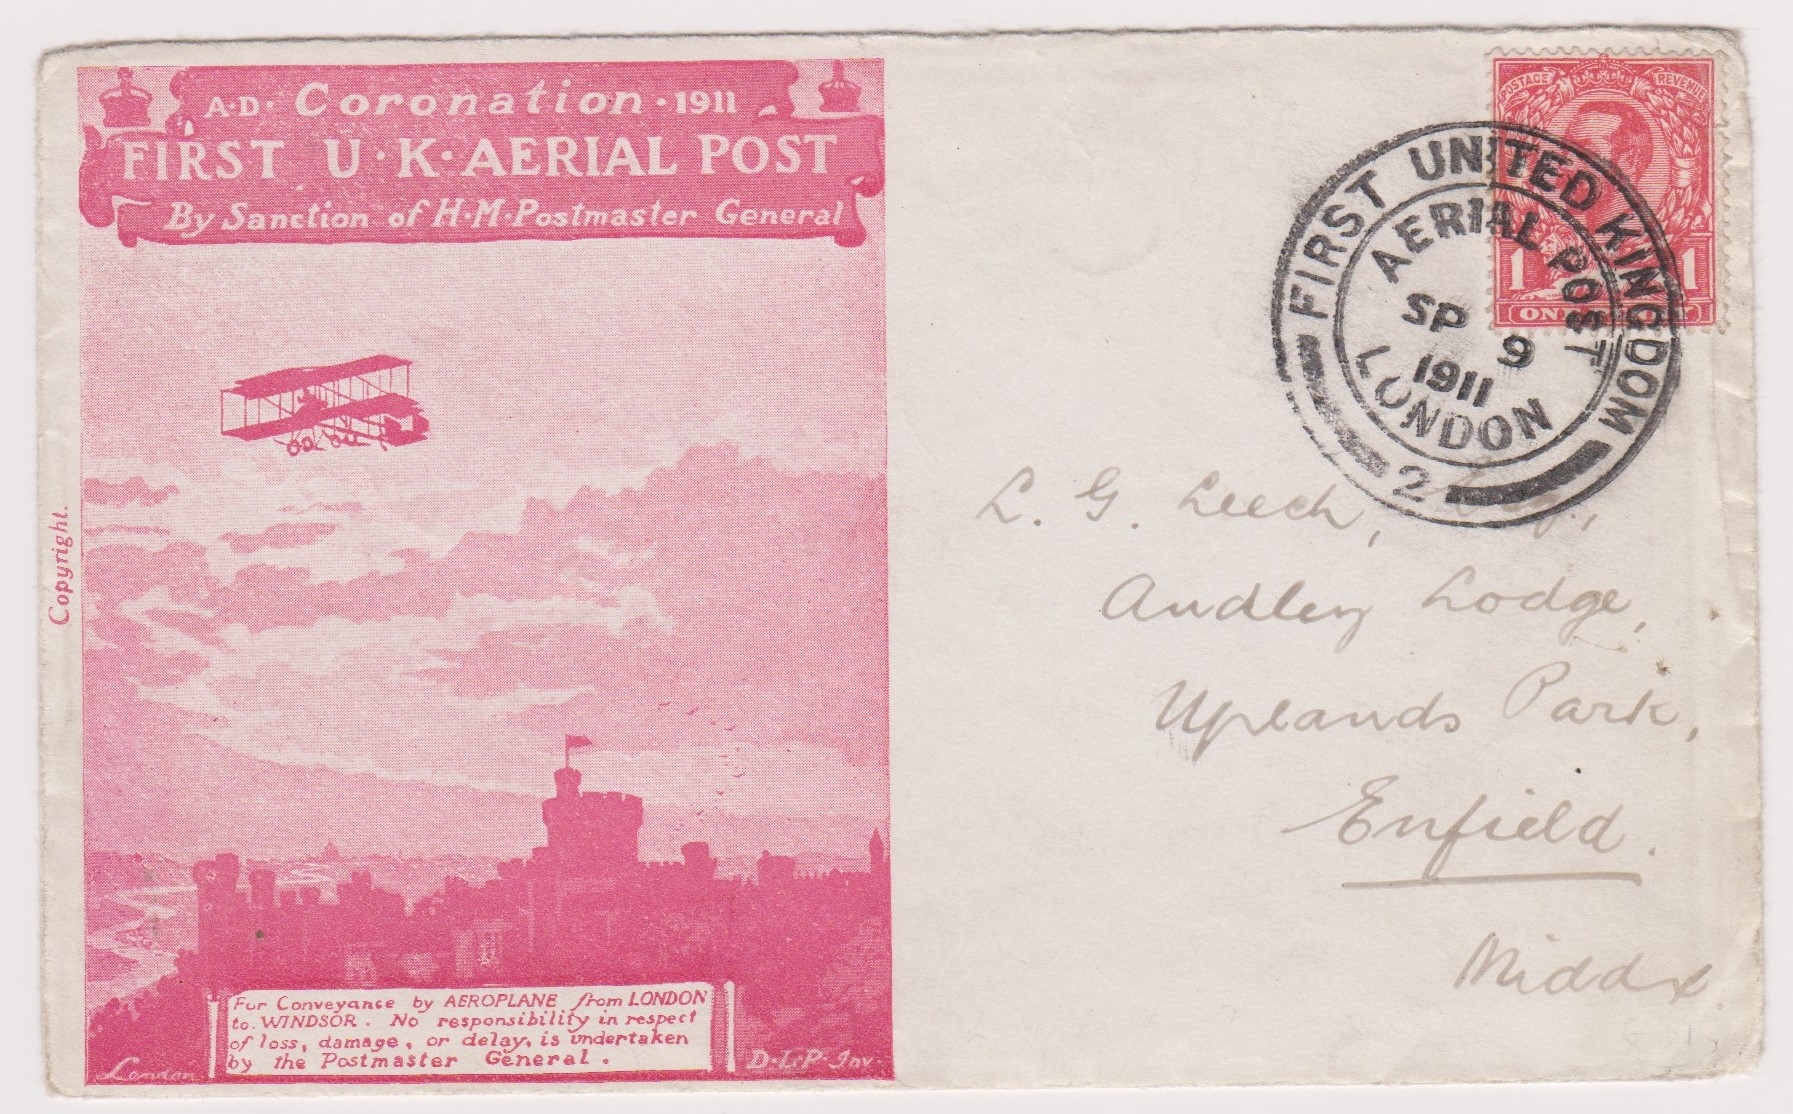 A·D· Coronation · 1911
FIRST U·K·AERIAL POST
By Sanction of H·M·Postmaster General
Copyright.
For Conveyance by AEROPLANE from LONDON
to WINDSOR. No responsibility in respect
of loss, damage, or delay, is undertaken
by the Postmaster General.
London
D·L·P· Inv·
POSTAGE REVENUE
1 1
FIRST UNITED KINGDOM
AERIAL POST
SP 9
1911
LONDON
2
L. G. Leech, Esq.,
Audley Lodge,
Uplands Park,
Enfield.
Middx